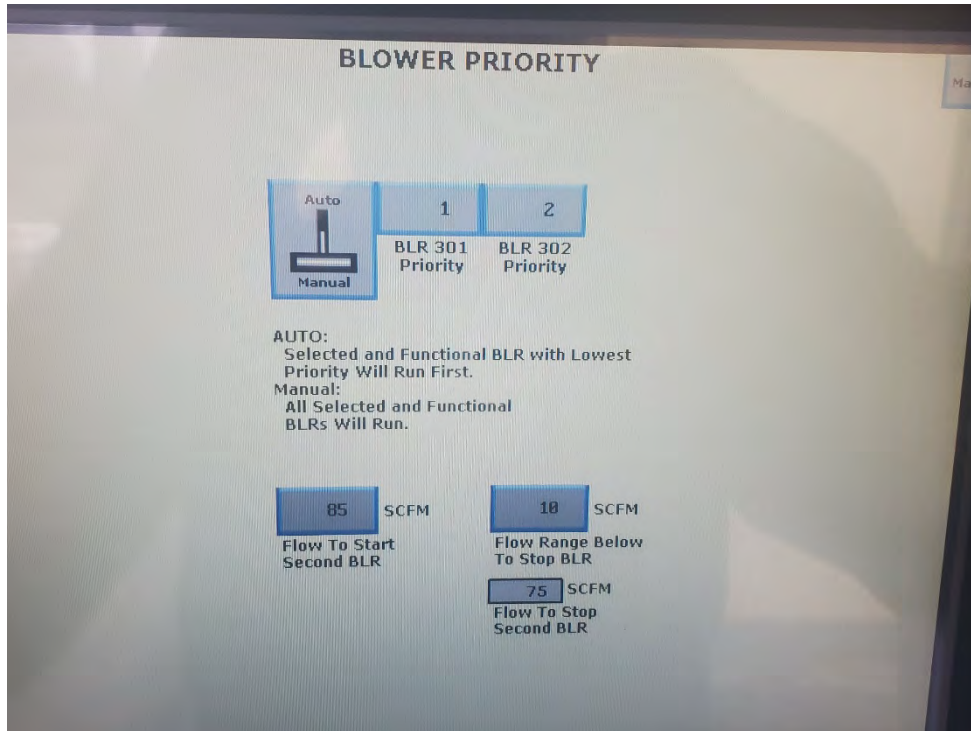 BLOWER PRIORITY
Ma
Auto
Manual
1
2
BLR 301
Priority
BLR 302
Priority
AUTO:
Selected and Functional BLR with Lowest
Priority Will Run First.
Manual:
All Selected and Functional
BLRs Will Run.
85 SCFM
Flow To Start
Second BLR
10 SCFM
Flow Range Below
To Stop BLR
75 SCFM
Flow To Stop
Second BLR